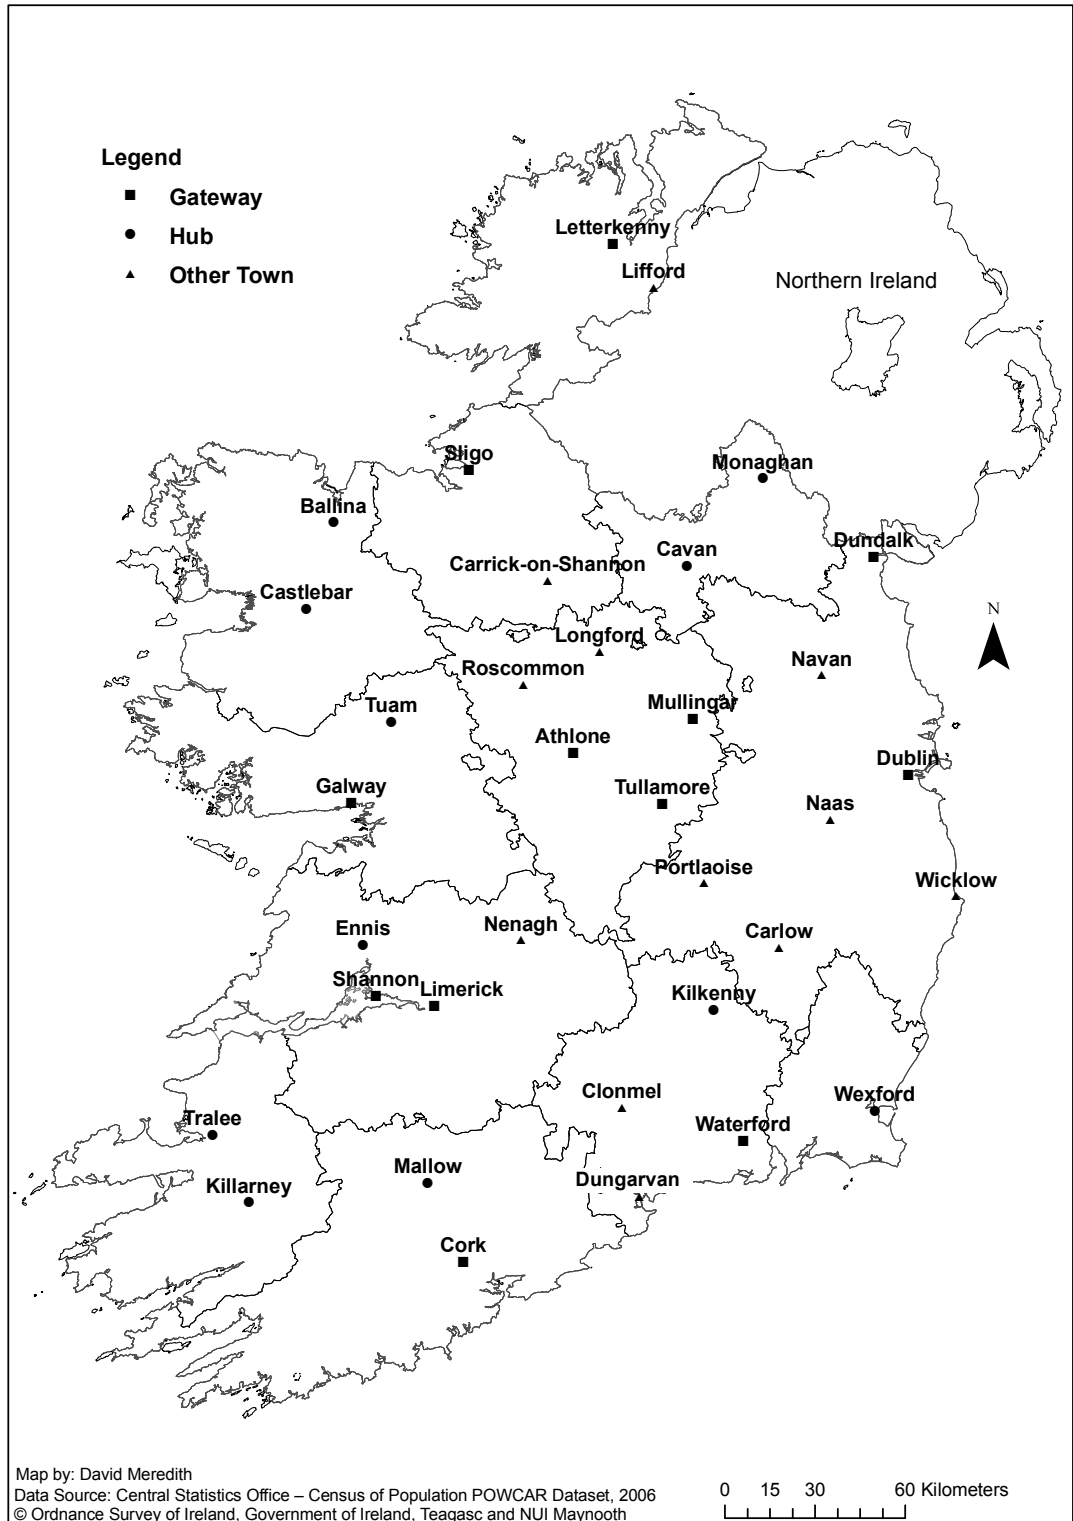 Legend
Gateway
Hub
Other Town
Letterkenny
Lifford
Northern Ireland
Sligo
Monaghan
Ballina
Dundalk
Cavan
Carrick-on-Shannon
Castlebar
N
Longford
Navan
Roscommon
Mullingar
Tuam
Athlone
Dublin
Galway
Tullamore
Naas
Portlaoise
Wicklow
Ennis
Nenagh
Carlow
Shannon
Limerick
Kilkenny
Clonmel
Wexford
Tralee
Waterford
Mallow
Killarney
Dungarvan
Cork
Map by: David Meredith
Data Source: Central Statistics Office – Census of Population POWCAR Dataset, 2006
© Ordnance Survey of Ireland, Government of Ireland, Teagasc and NUI Maynooth
0 15 30 60 Kilometers